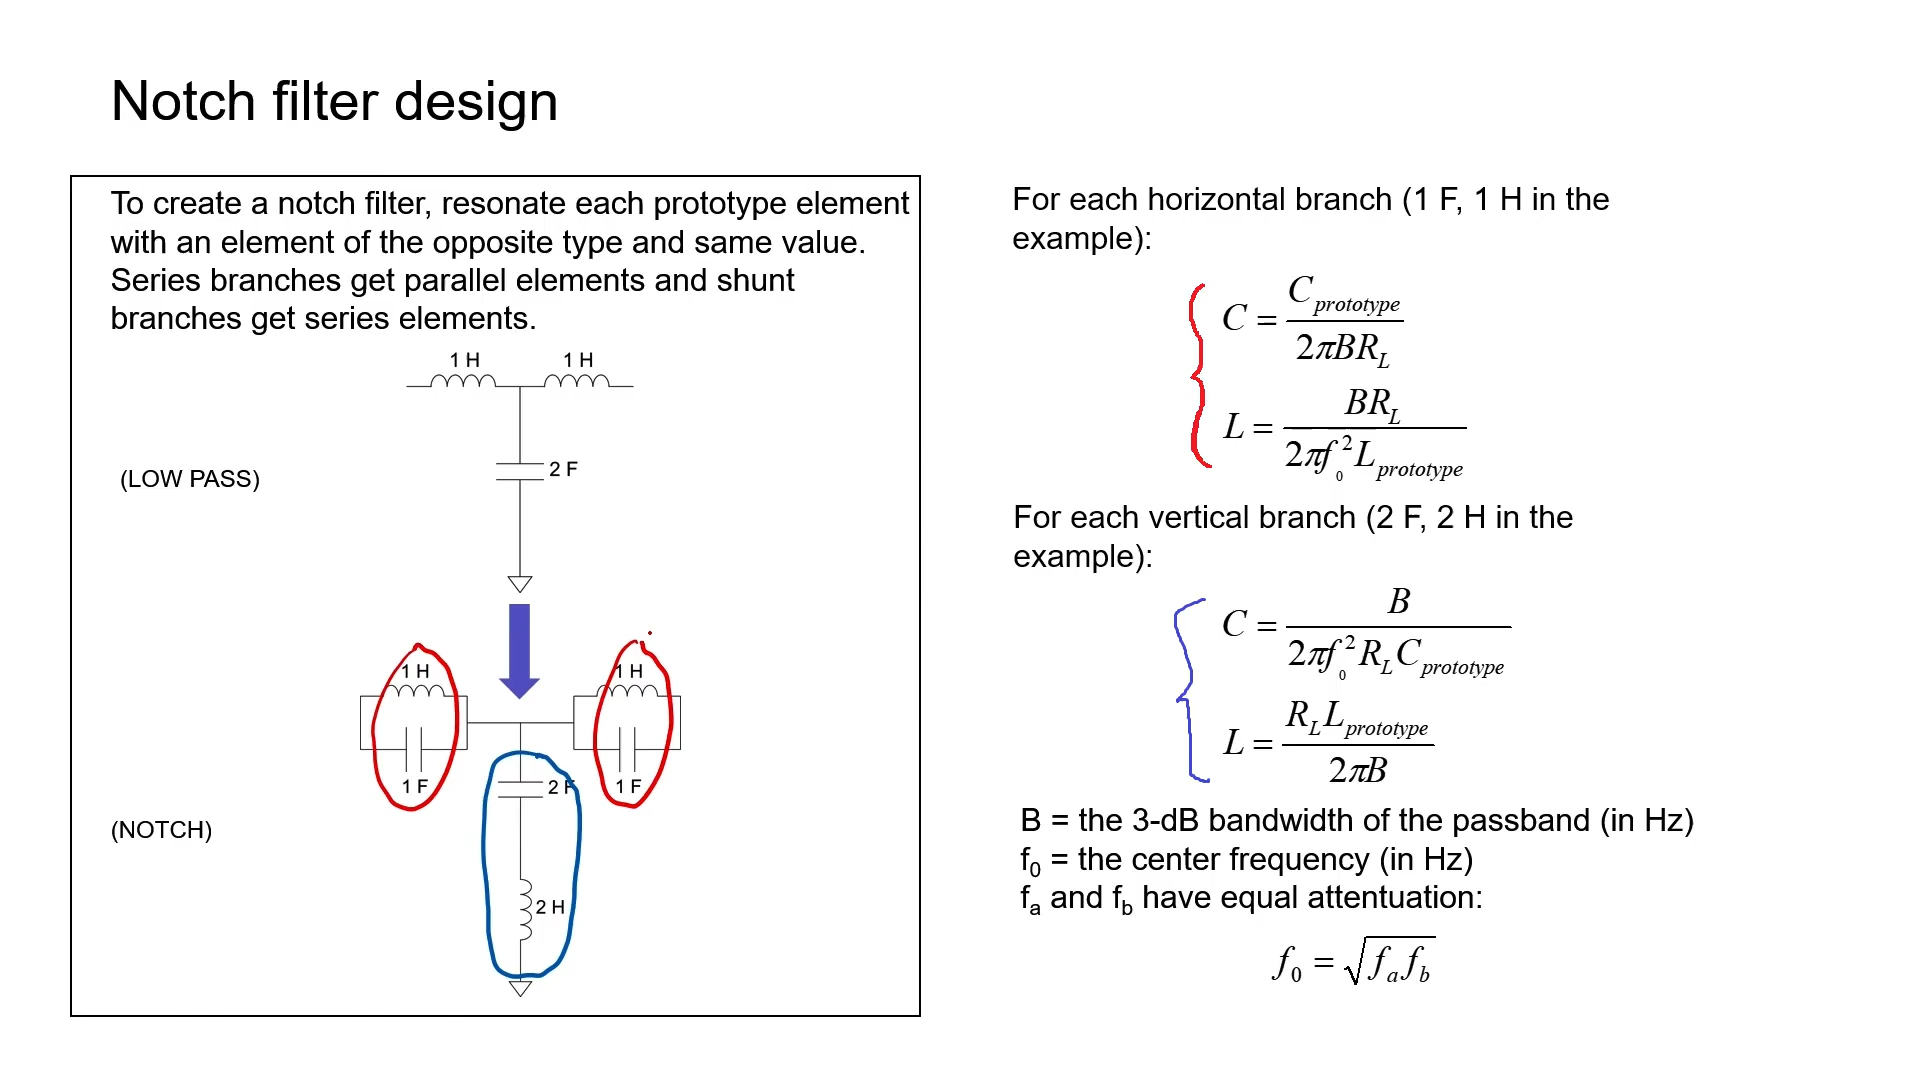 Notch filter design
To create a notch filter, resonate each prototype element
with an element of the opposite type and same value.
Series branches get parallel elements and shunt
branches get series elements.
1 H 1 H
2 F
(LOW PASS)
1 H 1 H
1 F 2 F 1 F
(NOTCH)
2 H
For each horizontal branch (1 F, 1 H in the
example):
C = C_prototype / 2πBR_L
L = BR_L / 2πf_0^2 L_prototype
For each vertical branch (2 F, 2 H in the
example):
C = B / 2πf_0^2 R_L C_prototype
L = R_L L_prototype / 2πB
B = the 3-dB bandwidth of the passband (in Hz)
f_0 = the center frequency (in Hz)
f_a and f_b have equal attentuation:
f_0 = √f_a f_b